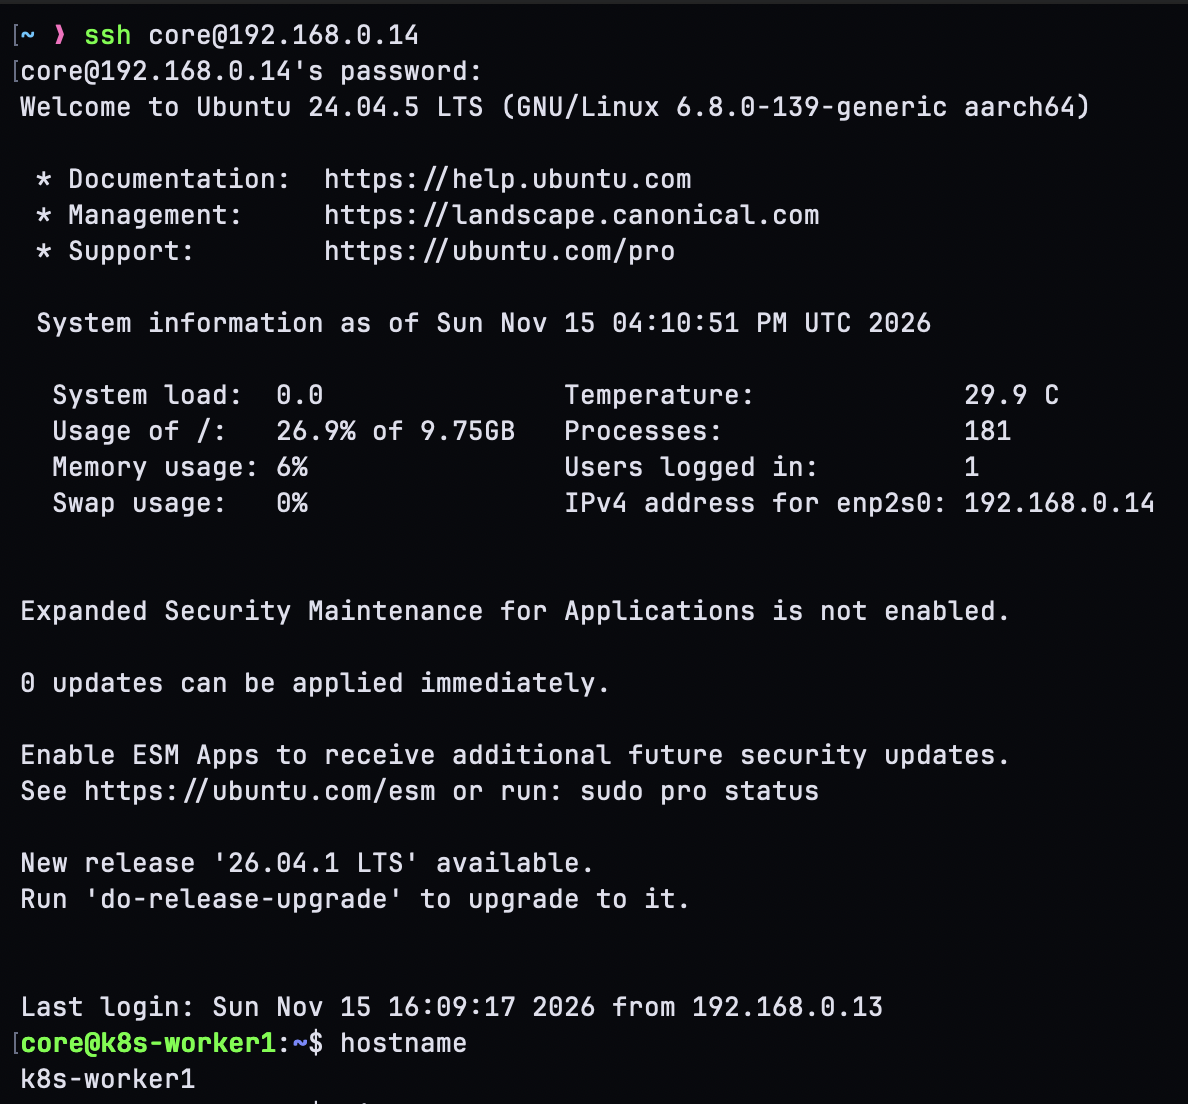 [~ ❯ ssh core@192.168.0.14
[core@192.168.0.14's password:
Welcome to Ubuntu 24.04.5 LTS (GNU/Linux 6.8.0-139-generic aarch64)
* Documentation:  https://help.ubuntu.com
* Management:     https://landscape.canonical.com
* Support:        https://ubuntu.com/pro
System information as of Sun Nov 15 04:10:51 PM UTC 2026
System load:  0.0               Temperature:             29.9 C
Usage of /:   26.9% of 9.75GB   Processes:               181
Memory usage: 6%                Users logged in:         1
Swap usage:   0%                IPv4 address for enp2s0: 192.168.0.14
Expanded Security Maintenance for Applications is not enabled.
0 updates can be applied immediately.
Enable ESM Apps to receive additional future security updates.
See https://ubuntu.com/esm or run: sudo pro status
New release '26.04.1 LTS' available.
Run 'do-release-upgrade' to upgrade to it.
Last login: Sun Nov 15 16:09:17 2026 from 192.168.0.13
[core@k8s-worker1:~$ hostname
k8s-worker1